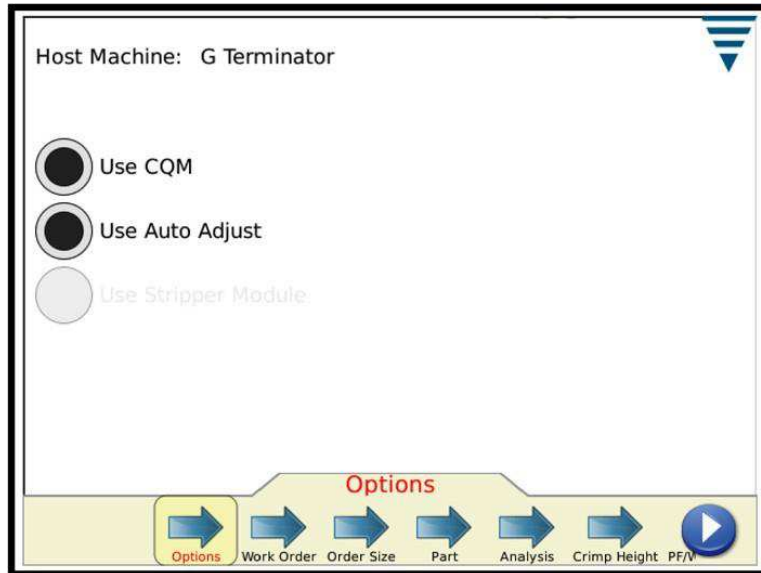 Host Machine: G Terminator
Use CQM
Use Auto Adjust
Use Stripper Module
Options
Options Work Order Order Size Part Analysis Crimp Height PF/